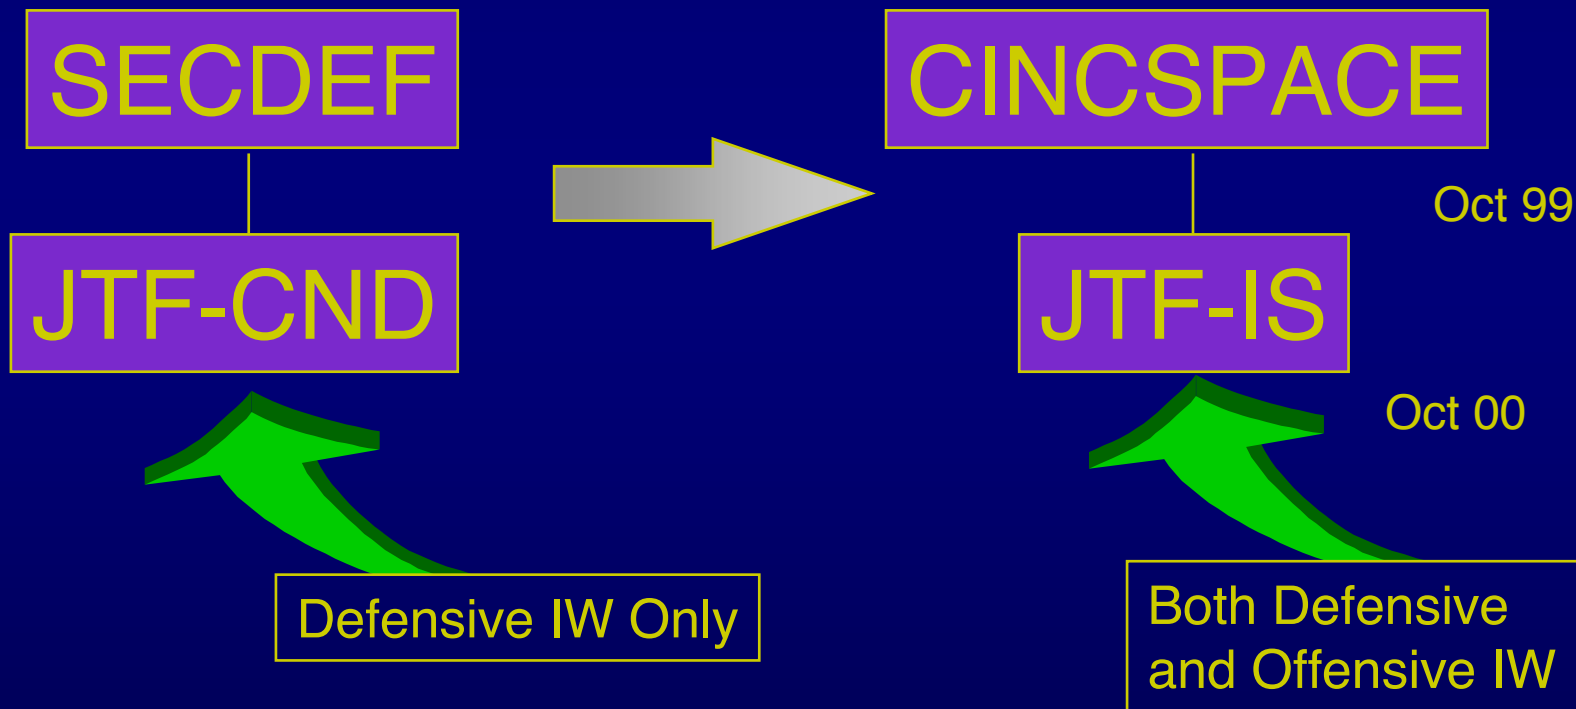 SECDEF
JTF-CND
Defensive IW Only
CINCSPACE
Oct 99
JTF-IS
Oct 00
Both Defensive
and Offensive IW